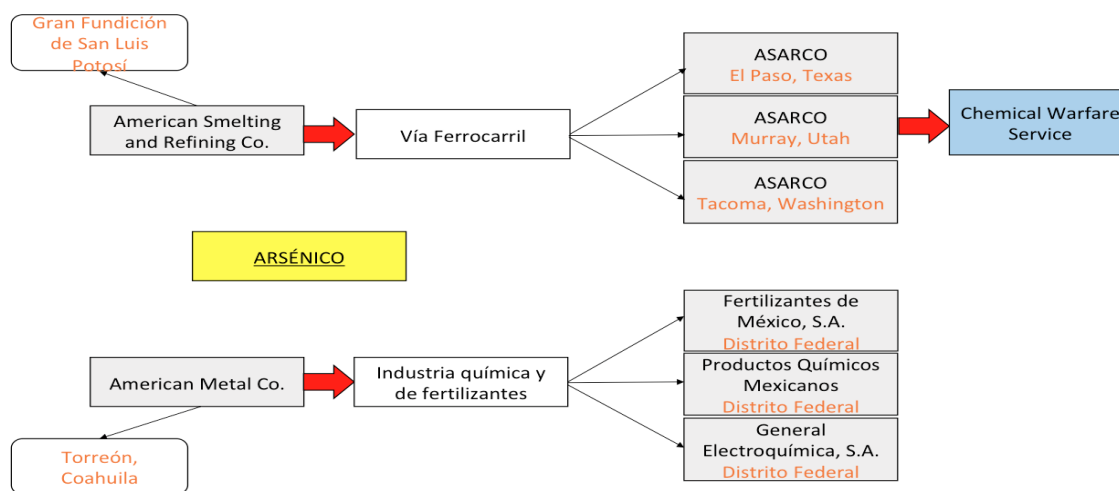 Gran Fundición
de San Luis
Potosí
American Smelting
and Refining Co.
Vía Ferrocarril
ASARCO
El Paso, Texas
ASARCO
Murray, Utah
ASARCO
Tacoma, Washington
Chemical Warfare
Service
ARSÉNICO
American Metal Co.
Torreón,
Coahuila
Industria química y
de fertilizantes
Fertilizantes de
México, S.A.
Distrito Federal
Productos Químicos
Mexicanos
Distrito Federal
General
Electroquímica, S.A.
Distrito Federal